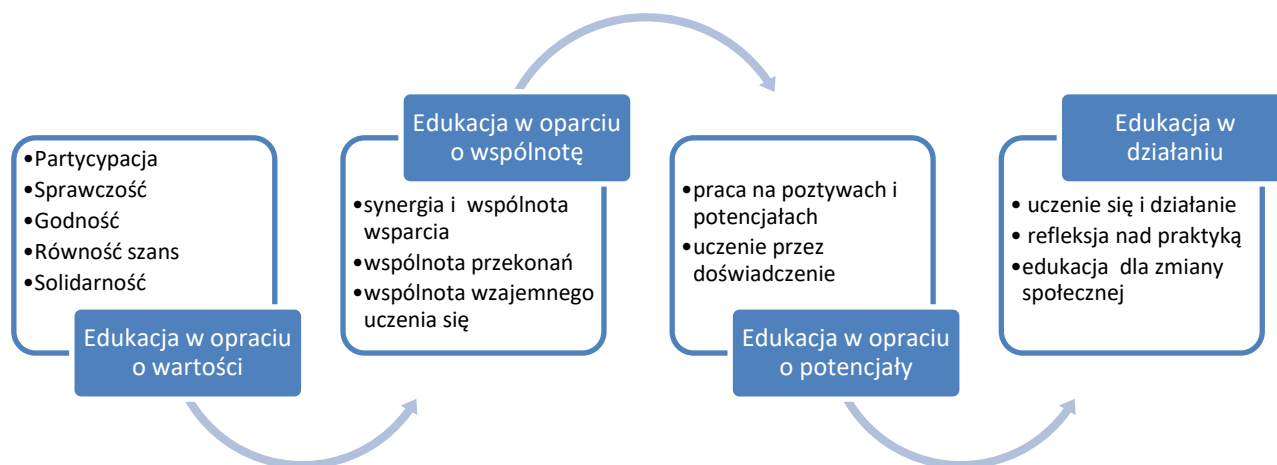 •Partycypacja
•Sprawczość
•Godność
•Równość szans
•Solidarność
Edukacja w opraciu
o wartości
Edukacja w oparciu
o wspólnotę
•synergia i wspólnota
wsparcia
•wspólnota przekonań
•wspólnota wzajemnego
uczenia się
•praca na poztywach i
potencjałach
•uczenie przez
doświadczenie
Edukacja w opraciu
o potencjały
Edukacja w
działaniu
• uczenie się i działanie
• refleksja nad praktyką
•edukacja dla zmiany
społecznej